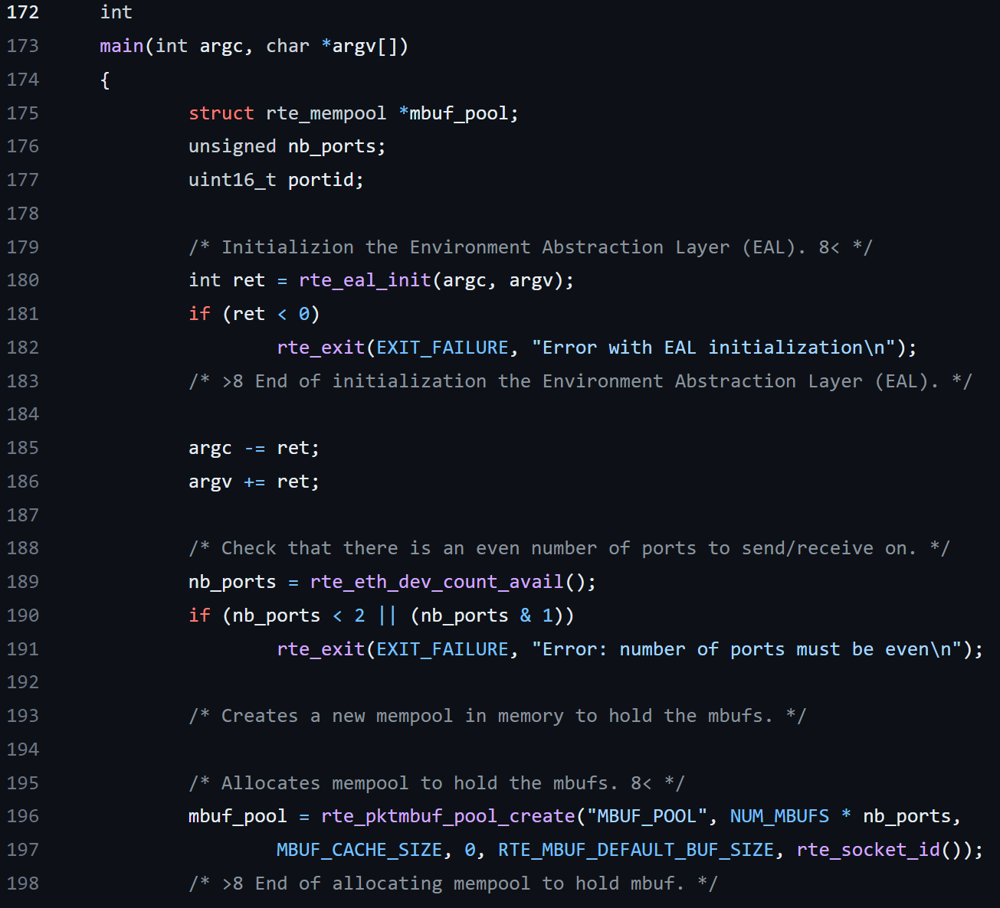 172 int
173 main(int argc, char *argv[])
174 {
175 struct rte_mempool *mbuf_pool;
176 unsigned nb_ports;
177 uint16_t portid;
178
179 /* Initializion the Environment Abstraction Layer (EAL). 8< */
180 int ret = rte_eal_init(argc, argv);
181 if (ret < 0)
182 rte_exit(EXIT_FAILURE, "Error with EAL initialization\n");
183 /* >8 End of initialization the Environment Abstraction Layer (EAL). */
184
185 argc -= ret;
186 argv += ret;
187
188 /* Check that there is an even number of ports to send/receive on. */
189 nb_ports = rte_eth_dev_count_avail();
190 if (nb_ports < 2 || (nb_ports & 1))
191 rte_exit(EXIT_FAILURE, "Error: number of ports must be even\n");
192
193 /* Creates a new mempool in memory to hold the mbufs. */
194
195 /* Allocates mempool to hold the mbufs. 8< */
196 mbuf_pool = rte_pktmbuf_pool_create("MBUF_POOL", NUM_MBUFS * nb_ports,
197 MBUF_CACHE_SIZE, 0, RTE_MBUF_DEFAULT_BUF_SIZE, rte_socket_id());
198 /* >8 End of allocating mempool to hold mbuf. */